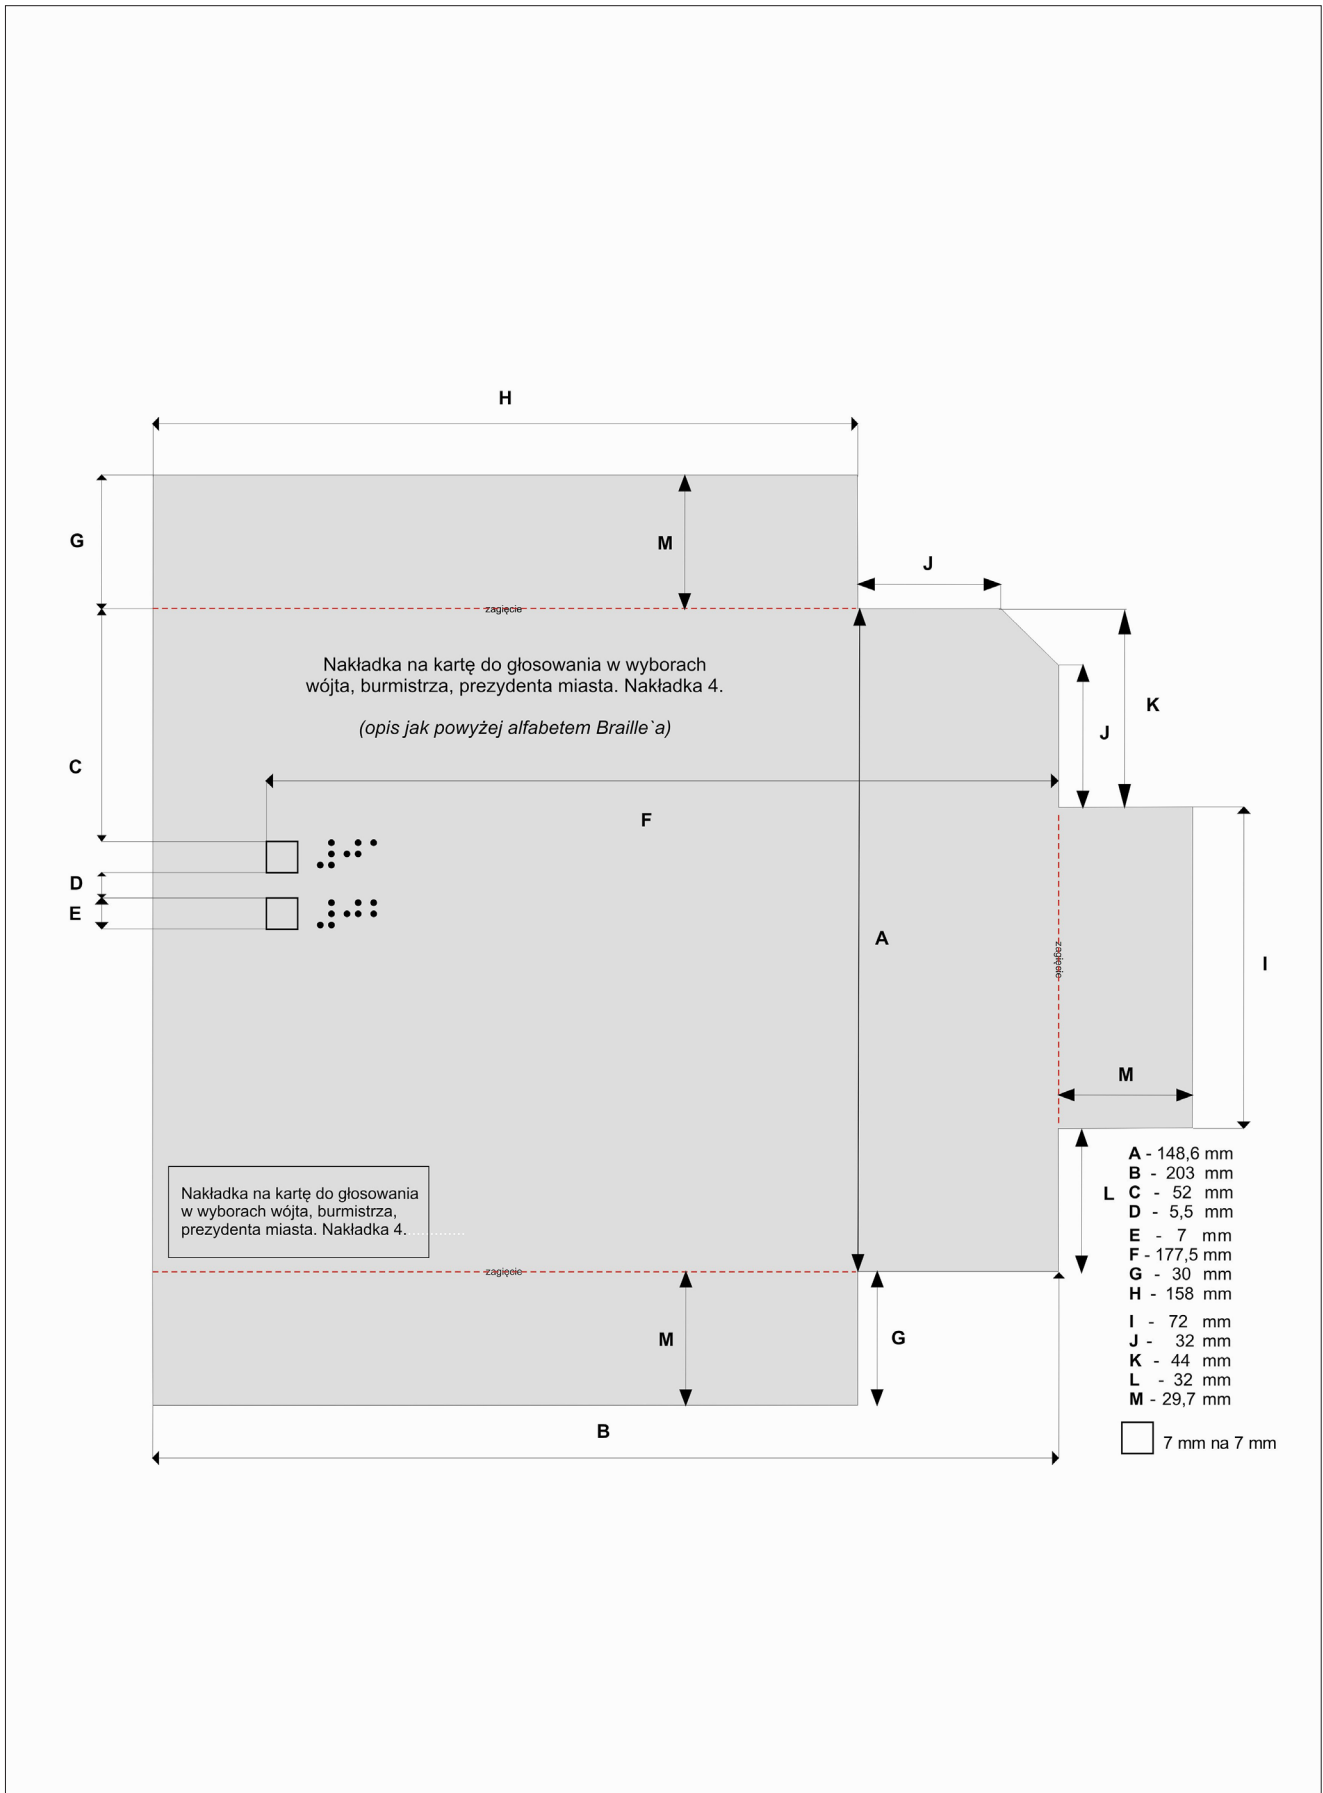 H
G
M
J
zagięcie
Nakładka na kartę do głosowania w wyborach
wójta, burmistrza, prezydenta miasta. Nakładka 4.
(opis jak powyżej alfabetem Braille`a)
K
J
C
F
⠼⠊⠁
D
E
⠼⠊⠃
A
zagięcie
I
M
Nakładka na kartę do głosowania
w wyborach wójta, burmistrza,
prezydenta miasta. Nakładka 4.
L
zagięcie
M
G
B
A - 148,6 mm
B - 203 mm
C - 52 mm
D - 5,5 mm
E - 7 mm
F - 177,5 mm
G - 30 mm
H - 158 mm
I - 72 mm
J - 32 mm
K - 44 mm
L - 32 mm
M - 29,7 mm
7 mm na 7 mm